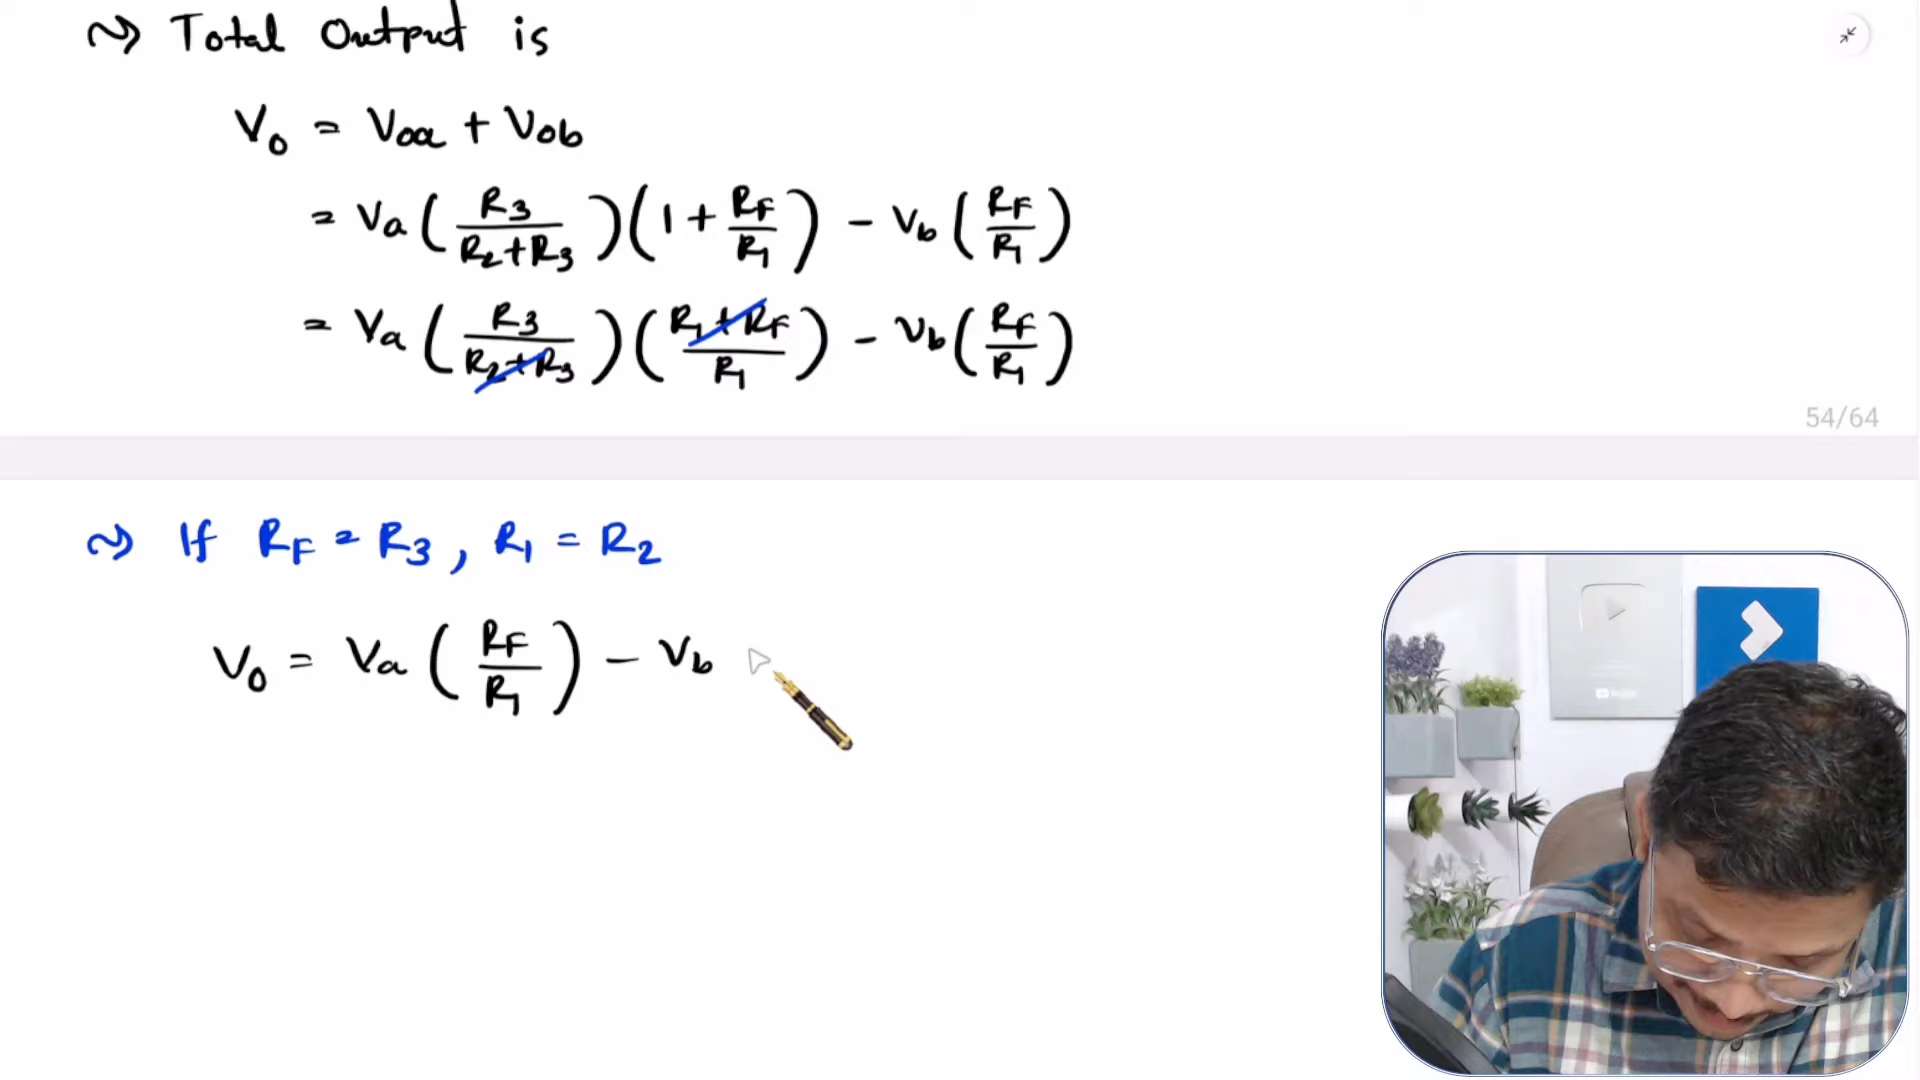 ~> Total Output is
V₀ = Voa + Vob
= Va (R3 / (R2+R3)) (1 + RF/R1) - Vb (RF/R1)
= Va (R3 / (R2+R3)) ((R1+RF) / R1) - Vb (RF/R1)
54/64
~> If RF = R3, R1 = R2
V₀ = Va (RF/R1) - Vb
YouTube